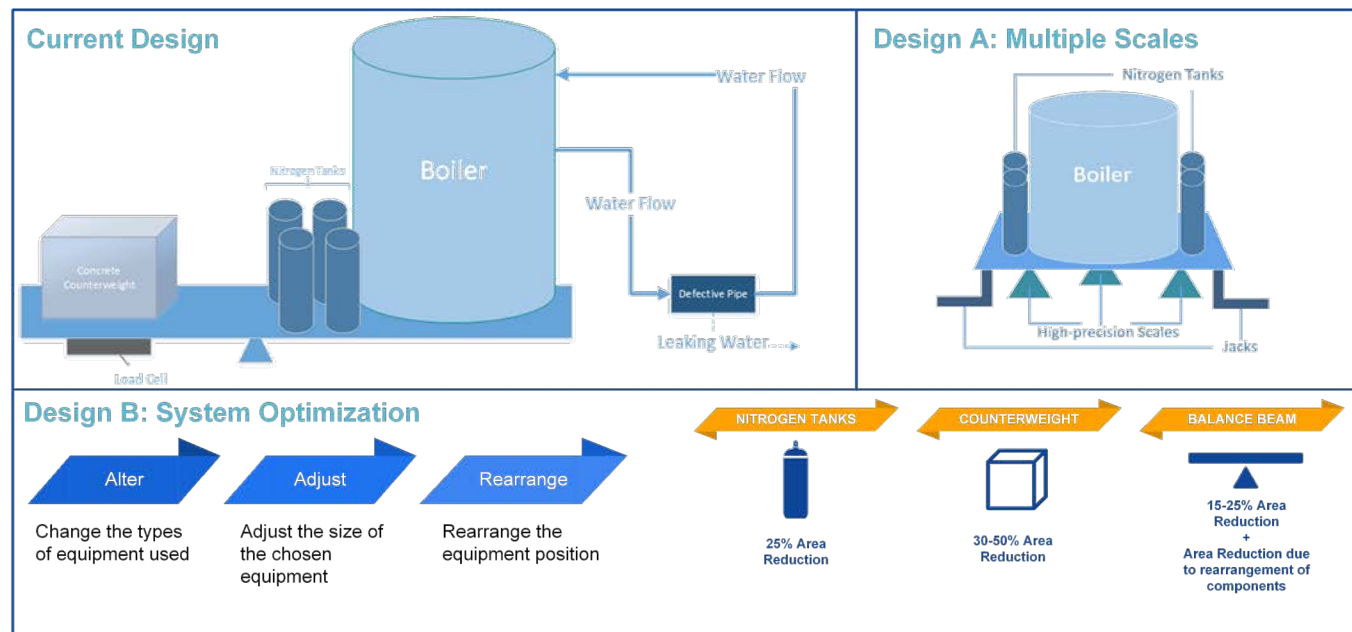 Current Design
Water Flow
Boiler
Nitrogen Tanks
Water Flow
Concrete
Counterweight
Defective Pipe
Leaking Water
Load Cell
Design A: Multiple Scales
Nitrogen Tanks
Boiler
High-precision Scales
Jacks
Design B: System Optimization
Alter
Change the types
of equipment used
Adjust
Adjust the size of
the chosen
equipment
Rearrange
Rearrange the
equipment position
NITROGEN TANKS
25% Area
Reduction
COUNTERWEIGHT
30-50% Area
Reduction
BALANCE BEAM
15-25% Area
Reduction
+
Area Reduction due
to rearrangement of
components